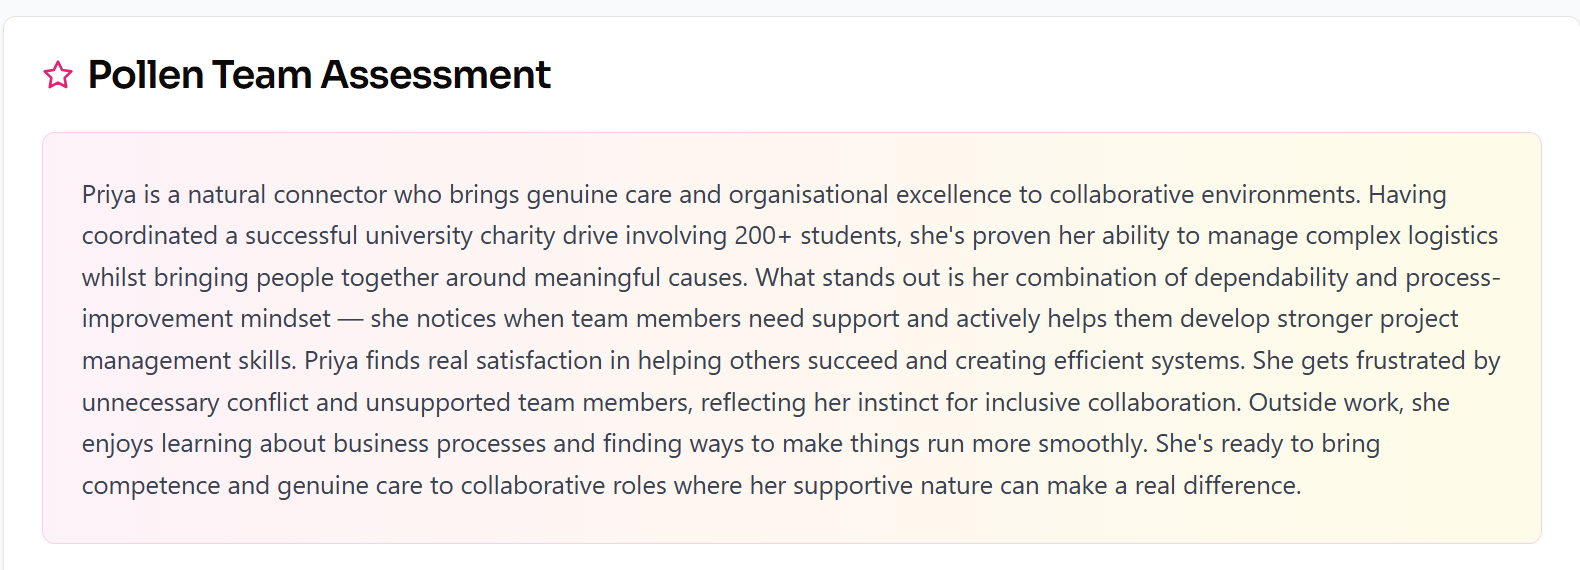 Pollen Team Assessment
Priya is a natural connector who brings genuine care and organisational excellence to collaborative environments. Having
coordinated a successful university charity drive involving 200+ students, she's proven her ability to manage complex logistics
whilst bringing people together around meaningful causes. What stands out is her combination of dependability and process-
improvement mindset — she notices when team members need support and actively helps them develop stronger project
management skills. Priya finds real satisfaction in helping others succeed and creating efficient systems. She gets frustrated by
unnecessary conflict and unsupported team members, reflecting her instinct for inclusive collaboration. Outside work, she
enjoys learning about business processes and finding ways to make things run more smoothly. She's ready to bring
competence and genuine care to collaborative roles where her supportive nature can make a real difference.